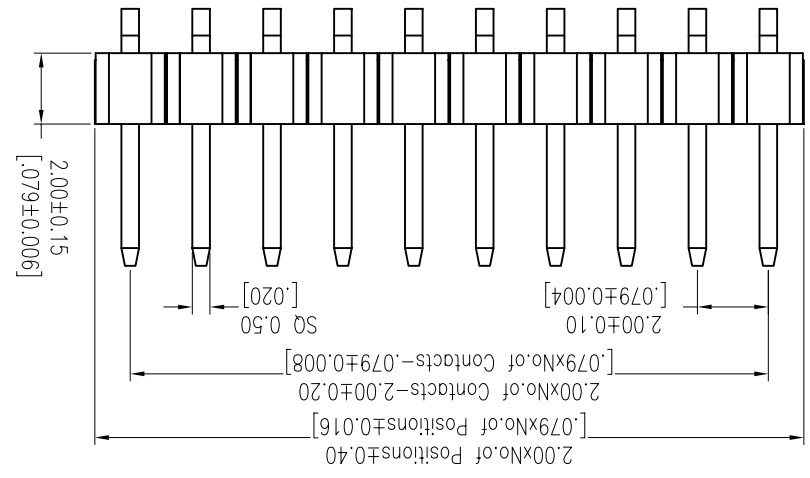 2.00xNo.of Positions±0.40
[.079xNo.of Positions±0.016]
2.00xNo.of Contacts-2.00±0.20
[.079xNo.of Contacts-.079±0.008]
2.00±0.10
[.079±0.004]
SQ 0.50
[.020]
2.00±0.15
[.079±0.006]